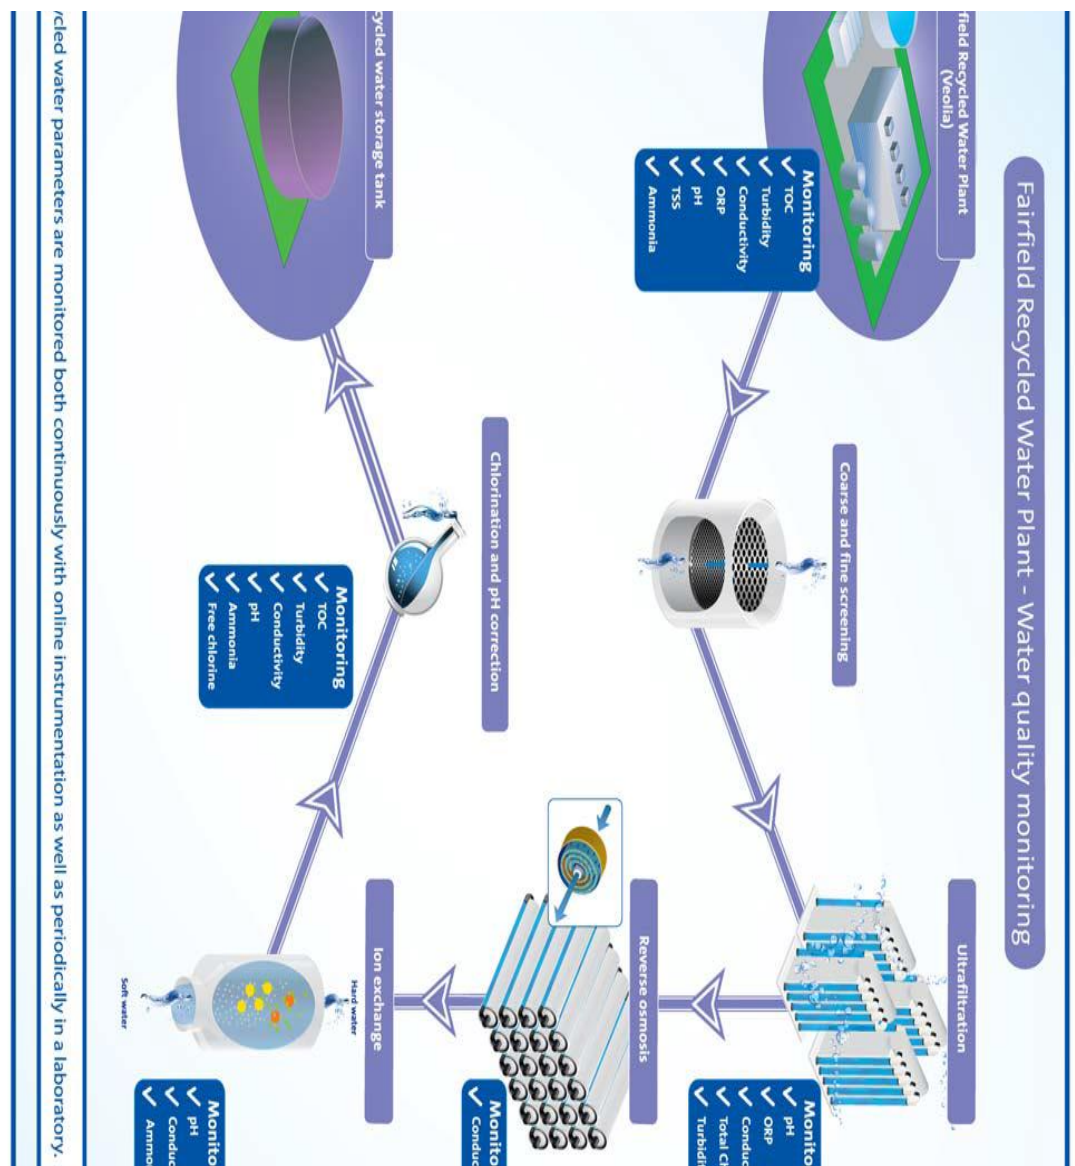 Fairfield Recycled Water Plant - Water quality monitoring
field Recycled Water Plant
(Veolia)
Monitoring
✓ TOC
✓ Turbidity
✓ Conductivity
✓ ORP
✓ pH
✓ TSS
✓ Ammonia
Coarse and fine screening
Ultrafiltration
Monito
✓ pH
✓ ORP
✓ Conduc
✓ Total Ch
✓ Turbidi
Reverse osmosis
Monito
✓ Conduc
Ion exchange
Hard water
Soft water
Monito
✓ pH
✓ Conduc
✓ Ammo
Chlorination and pH correction
Monitoring
✓ TOC
✓ Turbidity
✓ Conductivity
✓ pH
✓ Ammonia
✓ Free chlorine
ycled water storage tank
ycled water parameters are monitored both continuously with online instrumentation as well as periodically in a laboratory.